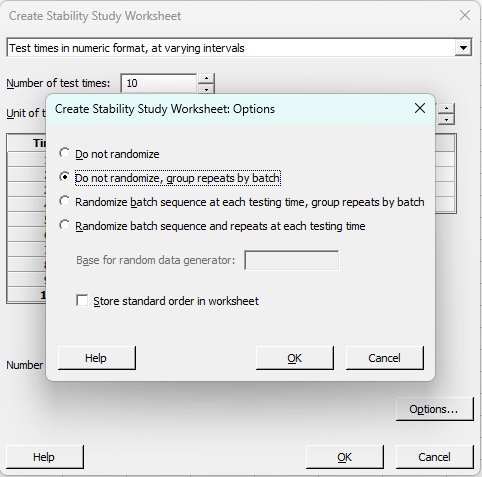 Create Stability Study Worksheet
Test times in numeric format, at varying intervals
Number of test times: 10
Unit of t
Create Stability Study Worksheet: Options
Do not randomize
Do not randomize, group repeats by batch
Randomize batch sequence at each testing time, group repeats by batch
Randomize batch sequence and repeats at each testing time
Base for random data generator:
Store standard order in worksheet
Help OK Cancel
Number
Options...
Help OK Cancel